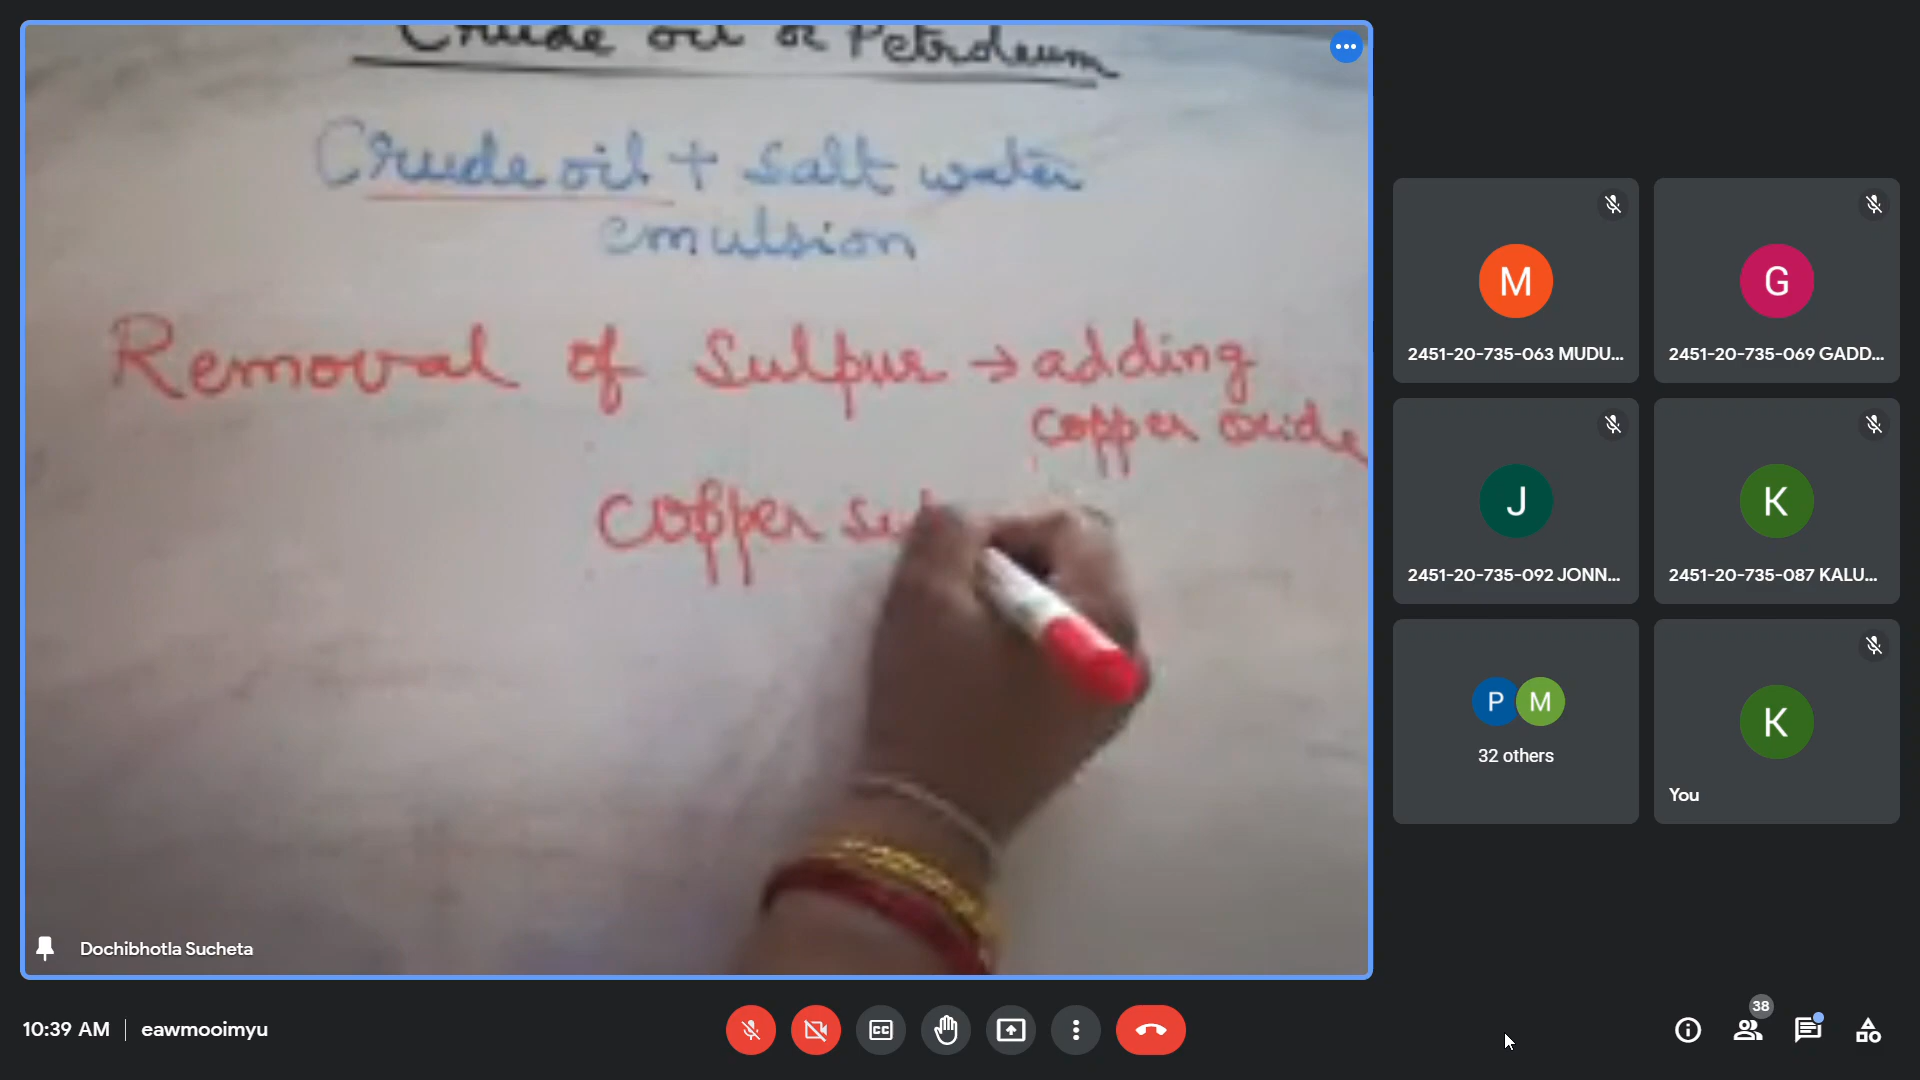 Crude oil or Petroleum
Crude oil + Salt water
emulsion
Removal of Sulpur → adding
copper oxide
Copper
Dochibhotla Sucheta
2451-20-735-063 MUDU...
2451-20-735-069 GADD...
2451-20-735-092 JONN...
2451-20-735-087 KALU...
32 others
You
M
G
J
K
P
M
K
10:39 AM | eawmooimyu
CC
38